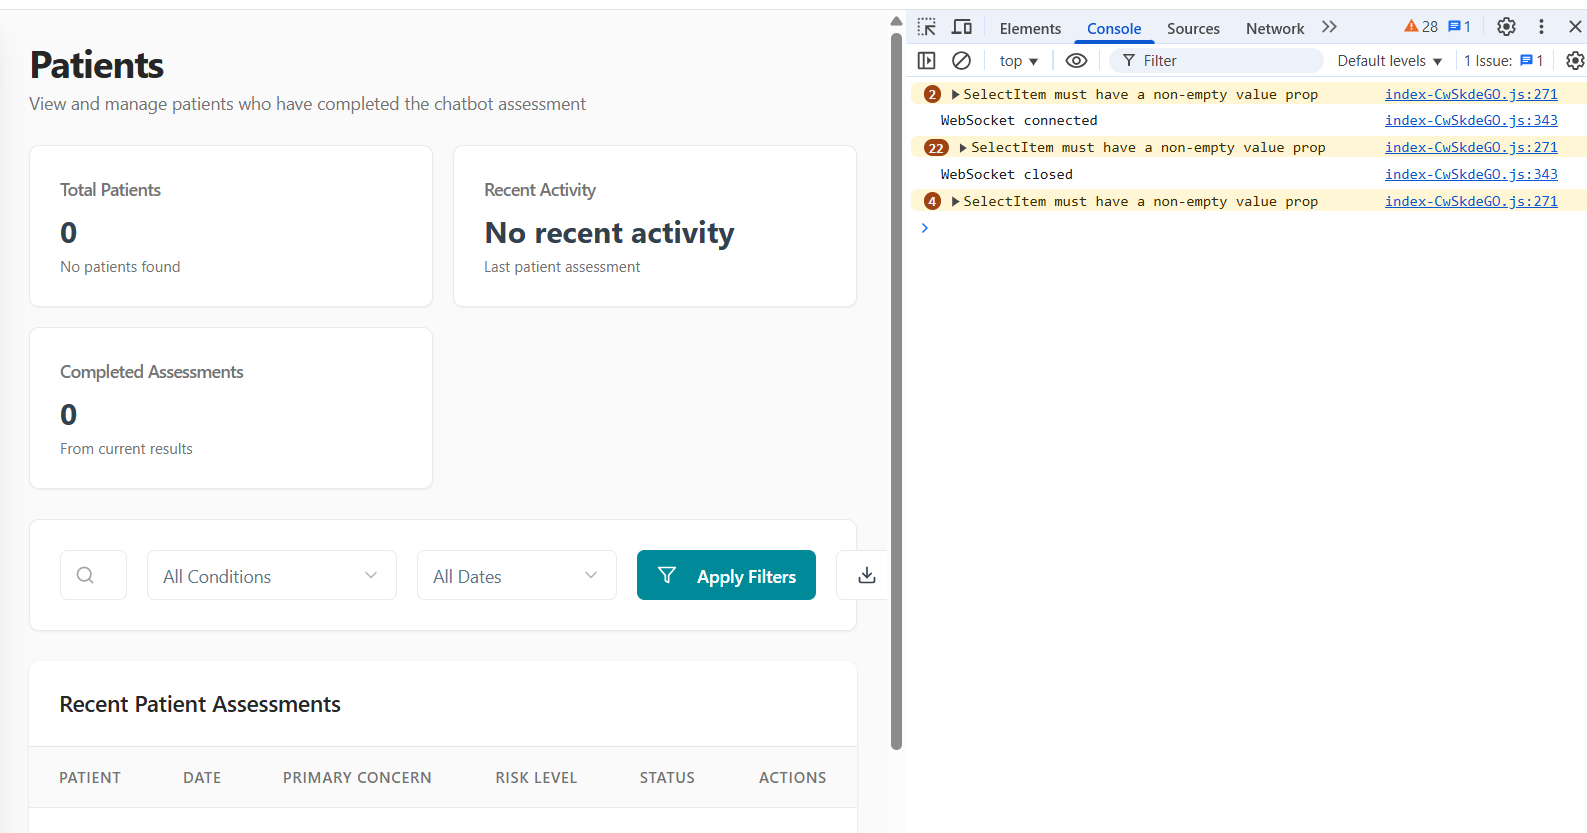 Patients
View and manage patients who have completed the chatbot assessment
Total Patients
0
No patients found
Recent Activity
No recent activity
Last patient assessment
Completed Assessments
0
From current results
All Conditions
All Dates
Apply Filters
Recent Patient Assessments
PATIENT DATE PRIMARY CONCERN RISK LEVEL STATUS ACTIONS
Elements Console Sources Network 28 1
top Filter Default levels 1 Issue: 1
2 SelectItem must have a non-empty value prop index-CwSkdeGO.js:271
WebSocket connected index-CwSkdeGO.js:343
22 SelectItem must have a non-empty value prop index-CwSkdeGO.js:271
WebSocket closed index-CwSkdeGO.js:343
4 SelectItem must have a non-empty value prop index-CwSkdeGO.js:271